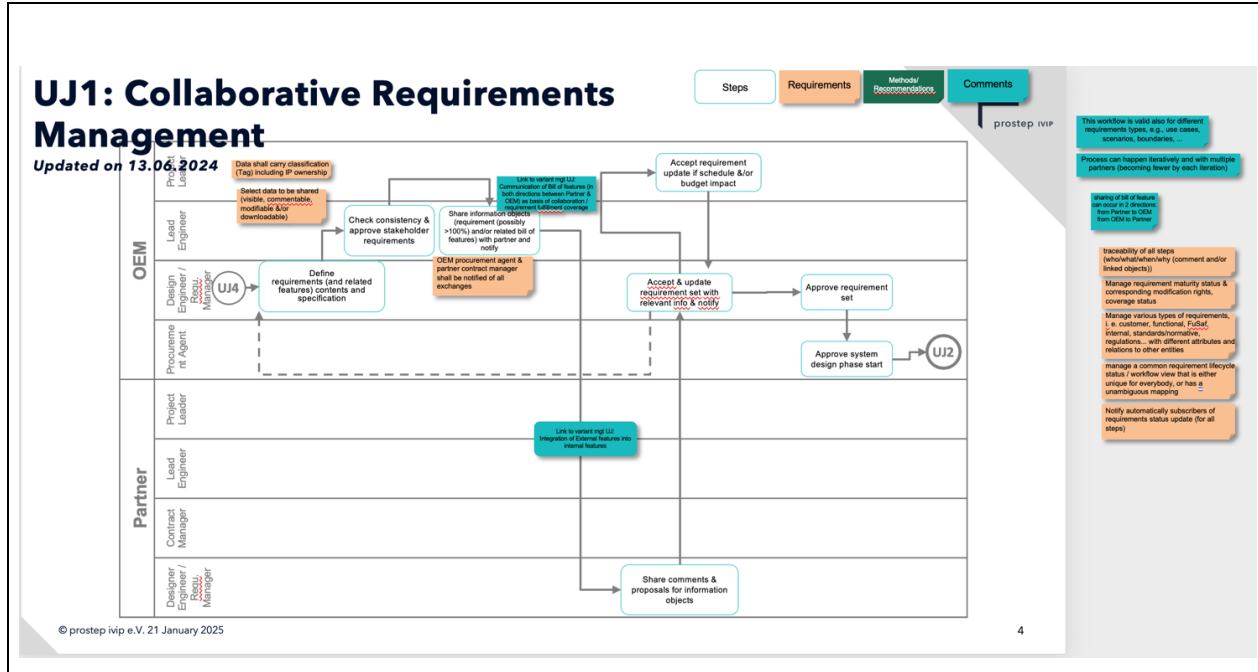 UJ1: Collaborative Requirements
Management
Updated on 13.06.2024
Steps
Requirements
Methods/
Recommendations
Comments
prostep IVIP
OEM
Project
Leader
Data shall carry classification
(Tag) including IP ownership
Select data to be shared
(visible, commentable,
modifiable &/or
downloadable)
Link to variant mgt UJ:
Communication of Bill of features (in
both directions between Partner &
OEM) as basis of collaboration /
requirement fulfillment coverage
Accept requirement
update if schedule &/or
budget impact
Lead
Engineer
Check consistency &
approve stakeholder
requirements
Share information objects
(requirement (possibly
>100%) and/or related bill of
features) with partner and
notify
Design
Engineer /
Requ.
Manager
UJ4
Define
requirements (and related
features) contents and
specification
OEM procurement agent &
partner contract manager
shall be notified of all
exchanges
Accept & update
requirement set with
relevant info & notify
Approve requirement
set
Procureme
nt Agent
Approve system
design phase start
UJ2
Partner
Project
Leader
Link to variant mgt UJ:
Integration of External features into
internal features
Lead
Engineer
Contract
Manager
Designer
Engineer /
Requ.
Manager
Share comments &
proposals for information
objects
This workflow is valid also for different
requirements types, e.g., use cases,
scenarios, boundaries, ...
Process can happen iteratively and with multiple
partners (becoming fewer by each iteration)
sharing of bill of feature
can occur in 2 directions:
from Partner to OEM
from OEM to Partner
traceability of all steps
(who/what/when/why (comment and/or
linked objects))
Manage requirement maturity status &
corresponding modification rights,
coverage status
Manage various types of requirements,
i. e. customer, functional, FuSaf,
internal, standards/normative,
regulations... with different attributes and
relations to other entities
manage a common requirement lifecycle
status / workflow view that is either
unique for everybody, or has a
unambiguous mapping
Notify automatically subscribers of
requirements status update (for all
steps)
© prostep ivip e.V. 21 January 2025
4